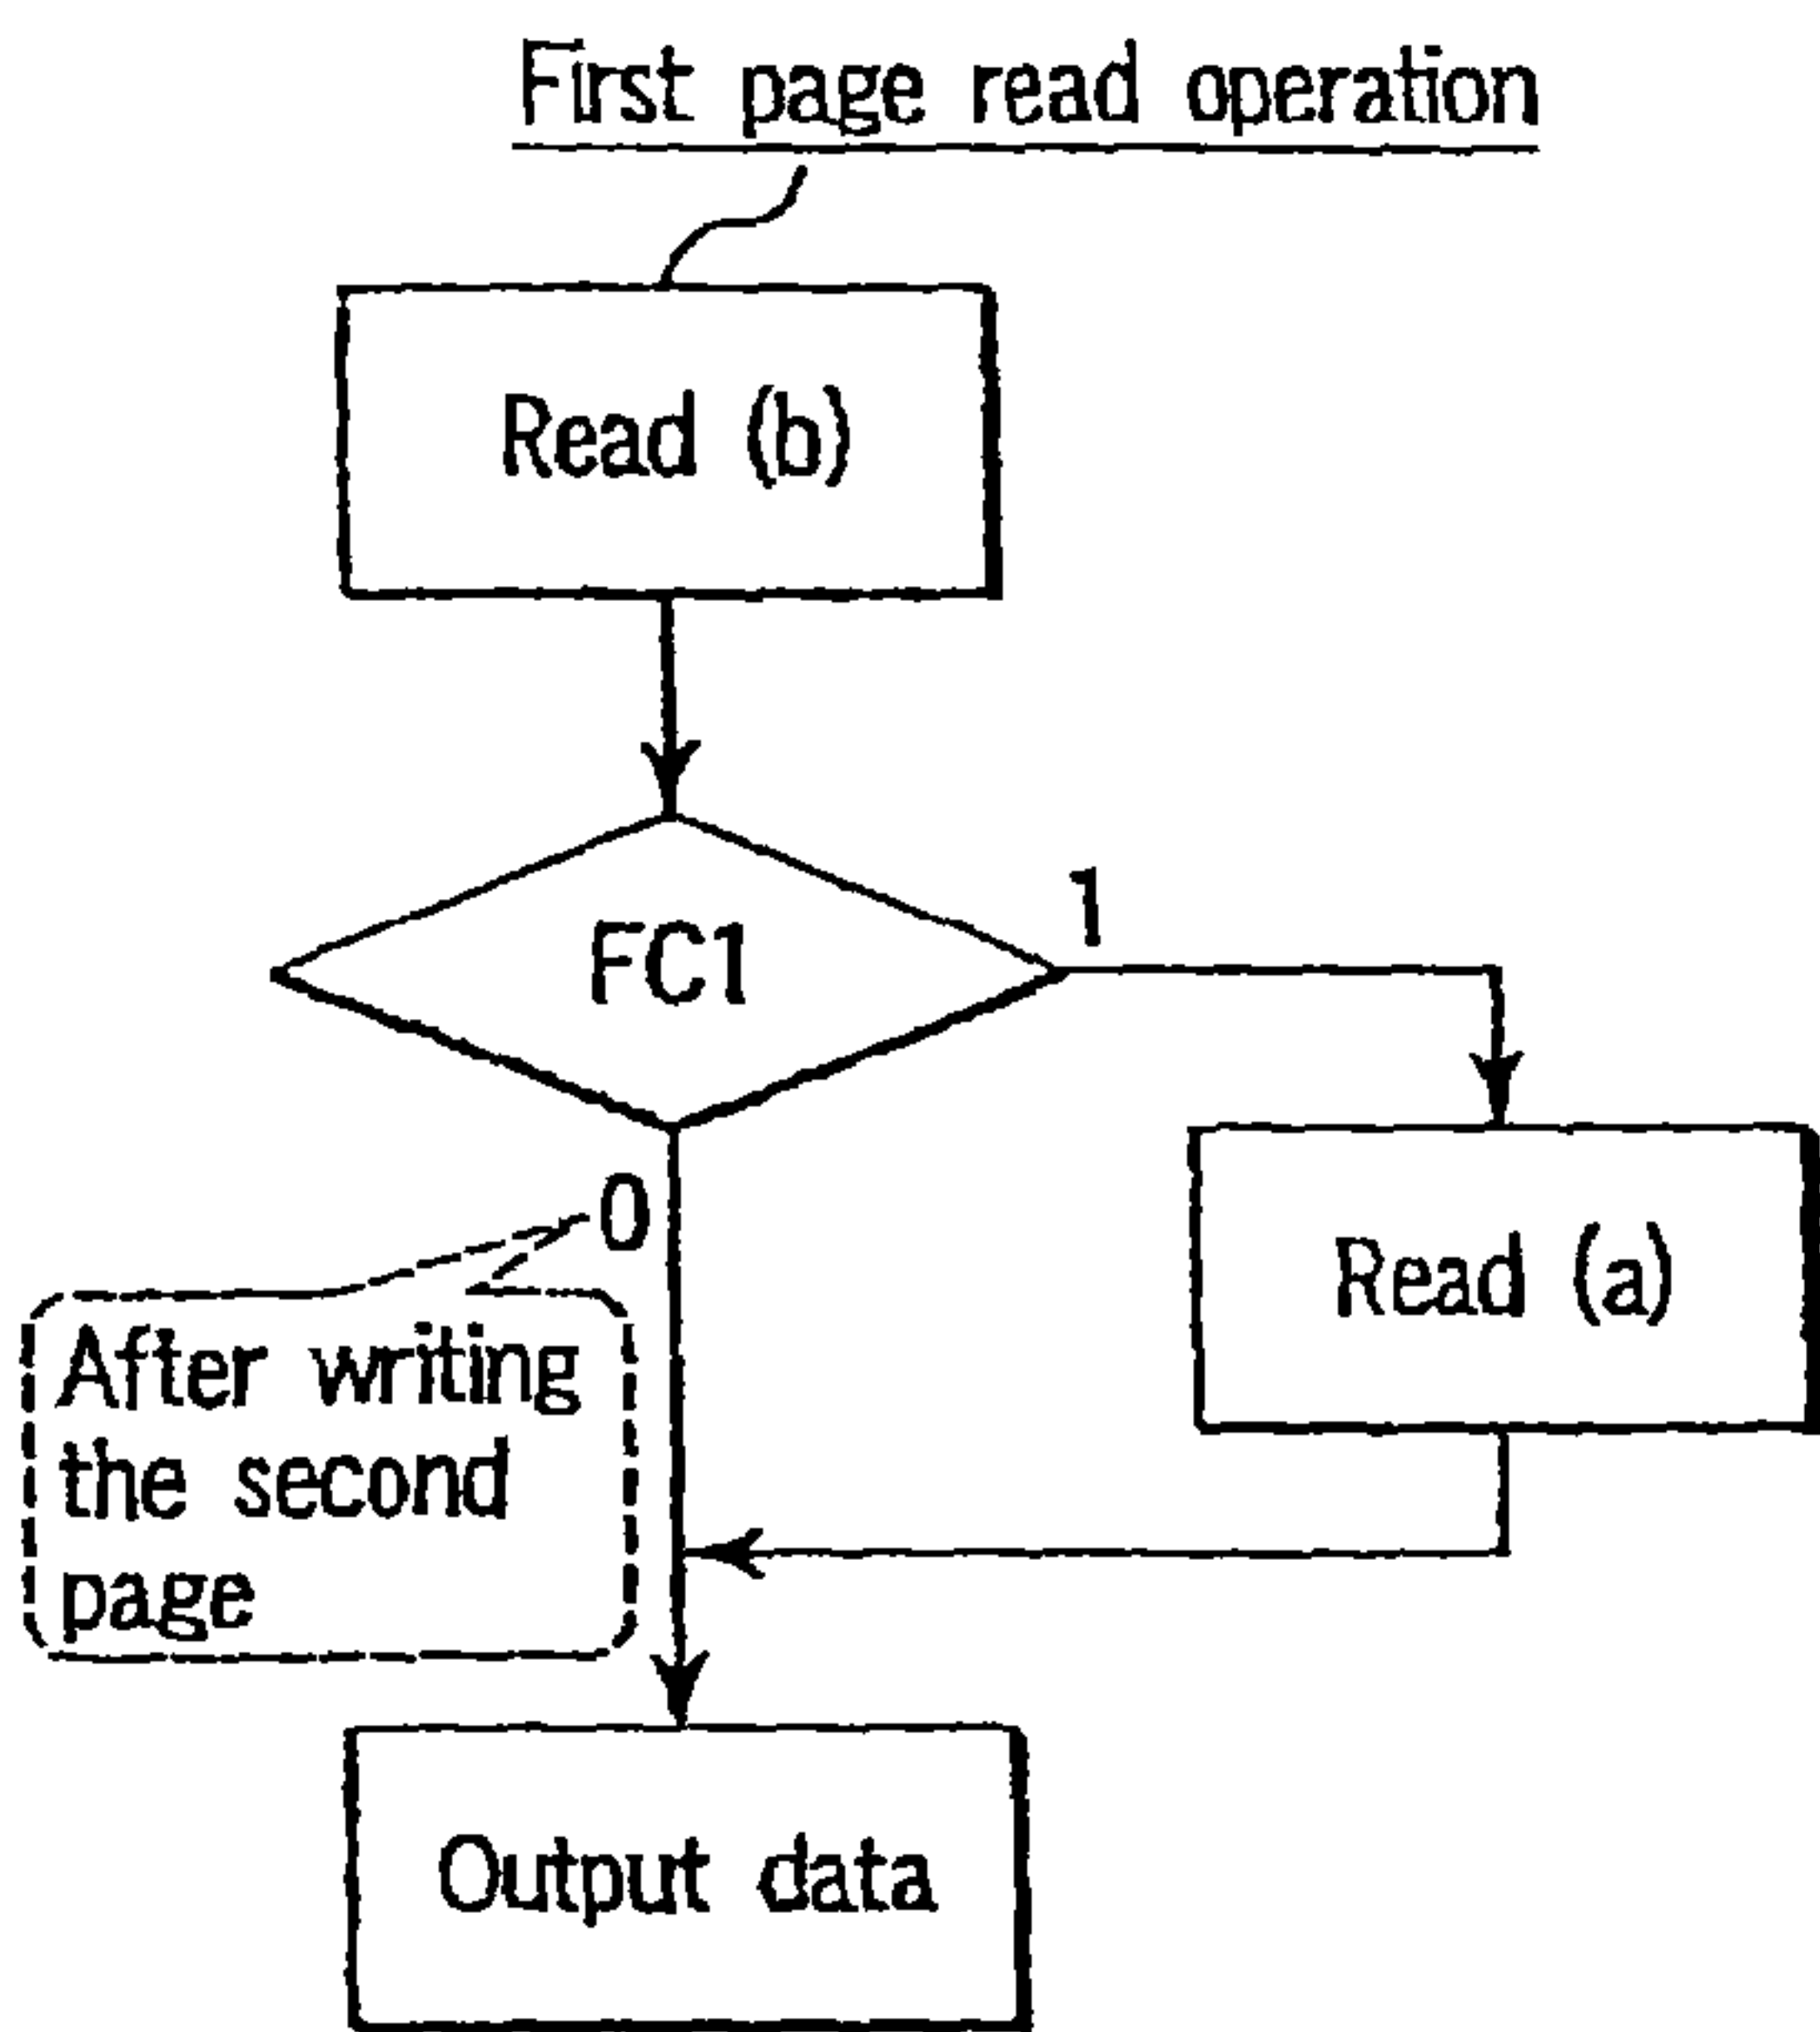 First page read operation
Read (b)
FC1
1
0
Read (a)
After writing
the second
page
Output data